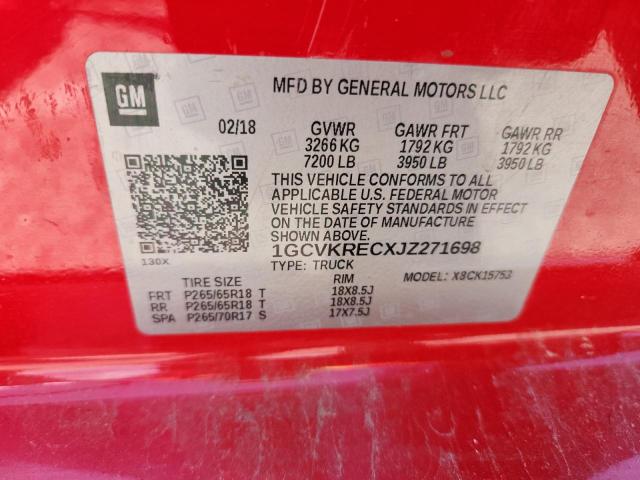 GM
MFD BY GENERAL MOTORS LLC
02/18 GVWR GAWR FRT GAWR RR
3266 KG 1792 KG 1792 KG
7200 LB 3950 LB 3950 LB
THIS VEHICLE CONFORMS TO ALL
APPLICABLE U.S. FEDERAL MOTOR
VEHICLE SAFETY STANDARDS IN EFFECT
ON THE DATE OF MANUFACTURE
SHOWN ABOVE.
1GCVKRECXJZ271698
130X
TYPE: TRUCK MODEL: X8CK15753
TIRE SIZE RIM
FRT P265/65R18 T 18X8.5J
RR P265/65R18 T 18X8.5J
SPA P265/70R17 S 17X7.5J